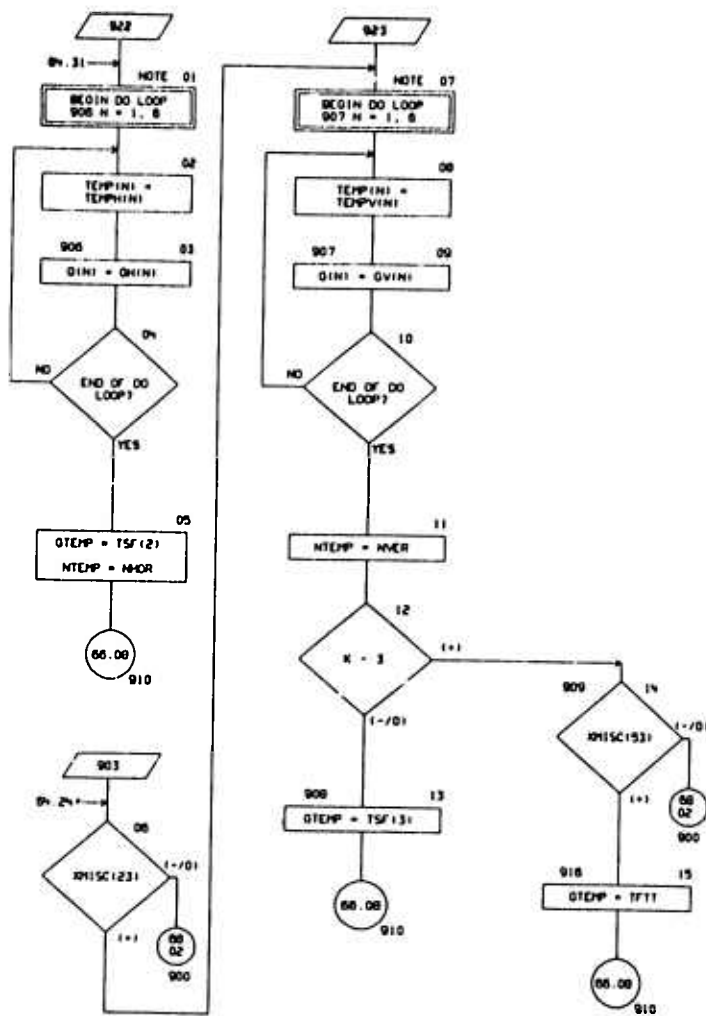 922
84.31
NOTE 01
BEGIN DO LOOP
906 N = 1, 6
02
TEMP(N) =
TEMPH(N)
906 03
Q(N) = QH(N)
04
NO
END OF DO
LOOP?
YES
05
QTEMP = TSF(2)
NTEMP = NHOR
66.08
910
903
84.24*
06
XMISC(23)
(-/0)
(+)
68
02
900
923
NOTE 07
BEGIN DO LOOP
907 N = 1, 6
08
TEMP(N) =
TEMPV(N)
907 09
Q(N) = QV(N)
10
NO
END OF DO
LOOP?
YES
11
NTEMP = NVER
12
K - 3
(+)
(-/0)
908 13
QTEMP = TSF(3)
66.08
910
909 14
XMISC(53)
(-/0)
(+)
68
02
900
916 15
QTEMP = TFTT
66.08
910